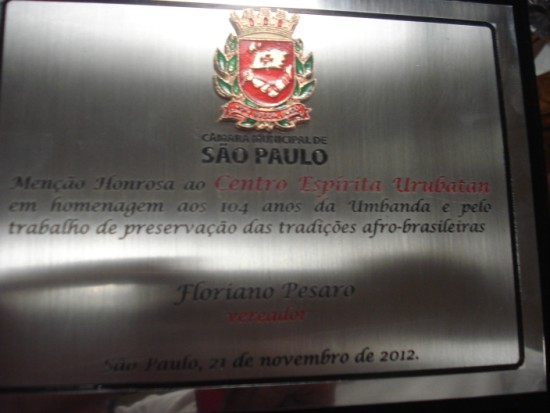 CÂMARA MUNICIPAL DE
SÃO PAULO
Menção Honrosa ao Centro Espírita Urubatan
em homenagem aos 104 anos da Umbanda e pelo
trabalho de preservação das tradições afro-brasileiras
Floriano Pesaro
vereador
São Paulo, 21 de novembro de 2012.